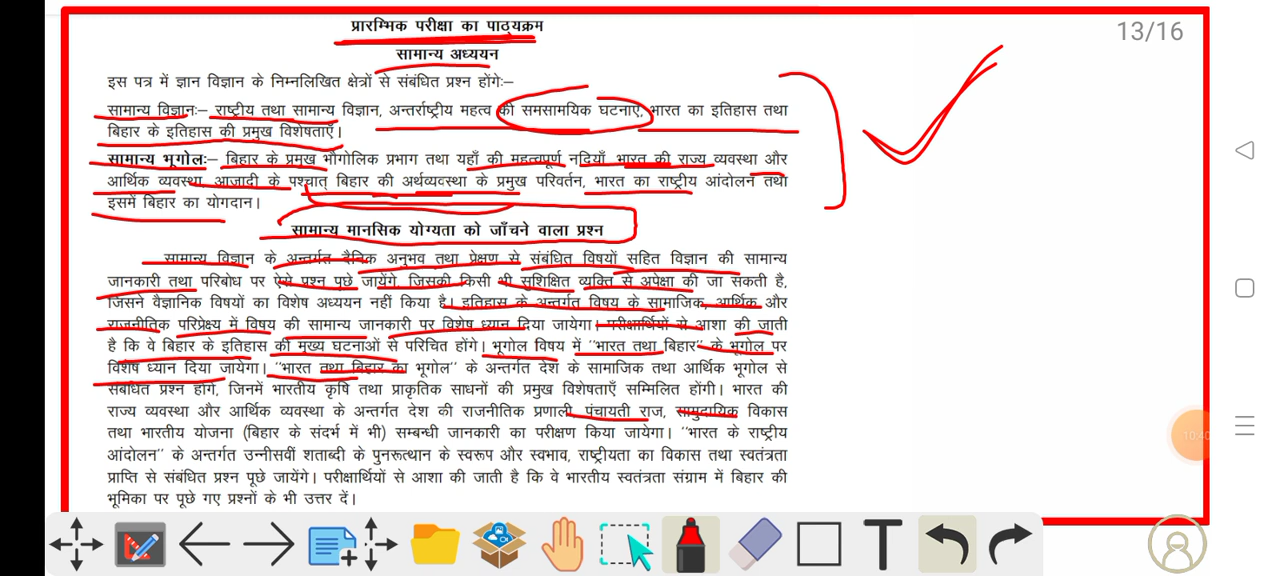 प्रारम्भिक परीक्षा का पाठ्यक्रम
13/16
सामान्य अध्ययन
इस पत्र में ज्ञान विज्ञान के निम्नलिखित क्षेत्रों से संबंधित प्रश्न होंगे:–
सामान्य विज्ञान:– राष्ट्रीय तथा सामान्य विज्ञान, अन्तर्राष्ट्रीय महत्व की समसामयिक घटनाएँ, भारत का इतिहास तथा
बिहार के इतिहास की प्रमुख विशेषताएँ।
सामान्य भूगोल:– बिहार के प्रमुख भौगोलिक प्रभाग तथा यहाँ की महत्वपूर्ण नदियाँ भारत की राज्य व्यवस्था और
आर्थिक व्यवस्था, आजादी के पश्चात् बिहार की अर्थव्यवस्था के प्रमुख परिवर्तन, भारत का राष्ट्रीय आंदोलन तथा
इसमें बिहार का योगदान।
सामान्य मानसिक योग्यता को जाँचने वाला प्रश्न
सामान्य विज्ञान के अन्तर्गत दैनिक अनुभव तथा प्रेक्षण से संबंधित विषयों सहित विज्ञान की सामान्य
जानकारी तथा परिबोध पर ऐसे प्रश्न पूछे जायेंगे, जिसकी किसी भी सुशिक्षित व्यक्ति से अपेक्षा की जा सकती है,
जिसने वैज्ञानिक विषयों का विशेष अध्ययन नहीं किया है। इतिहास के अन्तर्गत विषय के सामाजिक, आर्थिक और
राजनीतिक परिप्रेक्ष्य में विषय की सामान्य जानकारी पर विशेष ध्यान दिया जायेगा। परीक्षार्थियों से आशा की जाती
है कि वे बिहार के इतिहास की मुख्य घटनाओं से परिचित होंगे। भूगोल विषय में "भारत तथा बिहार" के भूगोल पर
विशेष ध्यान दिया जायेगा। "भारत तथा बिहार का भूगोल" के अन्तर्गत देश के सामाजिक तथा आर्थिक भूगोल से
संबंधित प्रश्न होंगे, जिनमें भारतीय कृषि तथा प्राकृतिक साधनों की प्रमुख विशेषताएँ सम्मिलित होंगी। भारत की
राज्य व्यवस्था और आर्थिक व्यवस्था के अन्तर्गत देश की राजनीतिक प्रणाली, पंचायती राज, सामुदायिक विकास
तथा भारतीय योजना (बिहार के संदर्भ में भी) सम्बन्धी जानकारी का परीक्षण किया जायेगा। "भारत के राष्ट्रीय
आंदोलन" के अन्तर्गत उन्नीसवीं शताब्दी के पुनरूत्थान के स्वरूप और स्वभाव, राष्ट्रीयता का विकास तथा स्वतंत्रता
प्राप्ति से संबंधित प्रश्न पूछे जायेंगे। परीक्षार्थियों से आशा की जाती है कि वे भारतीय स्वतंत्रता संग्राम में बिहार की
भूमिका पर पूछे गए प्रश्नों के भी उत्तर दें।
10:40
T